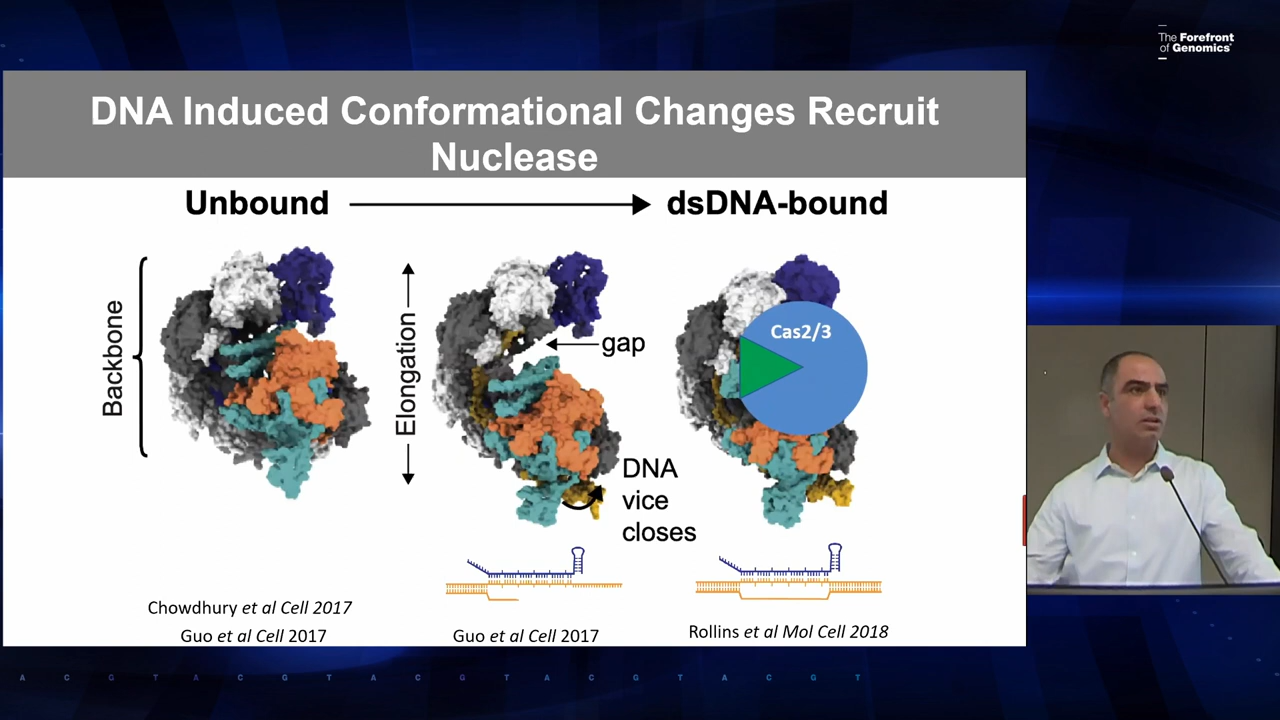 The Forefront
of Genomics
DNA Induced Conformational Changes Recruit
Nuclease
Unbound
dsDNA-bound
Backbone
Elongation
gap
DNA
vice
closes
Cas2/3
Chowdhury et al Cell 2017
Guo et al Cell 2017
Guo et al Cell 2017
Rollins et al Mol Cell 2018
A C G T A C G T A C G T A C G T